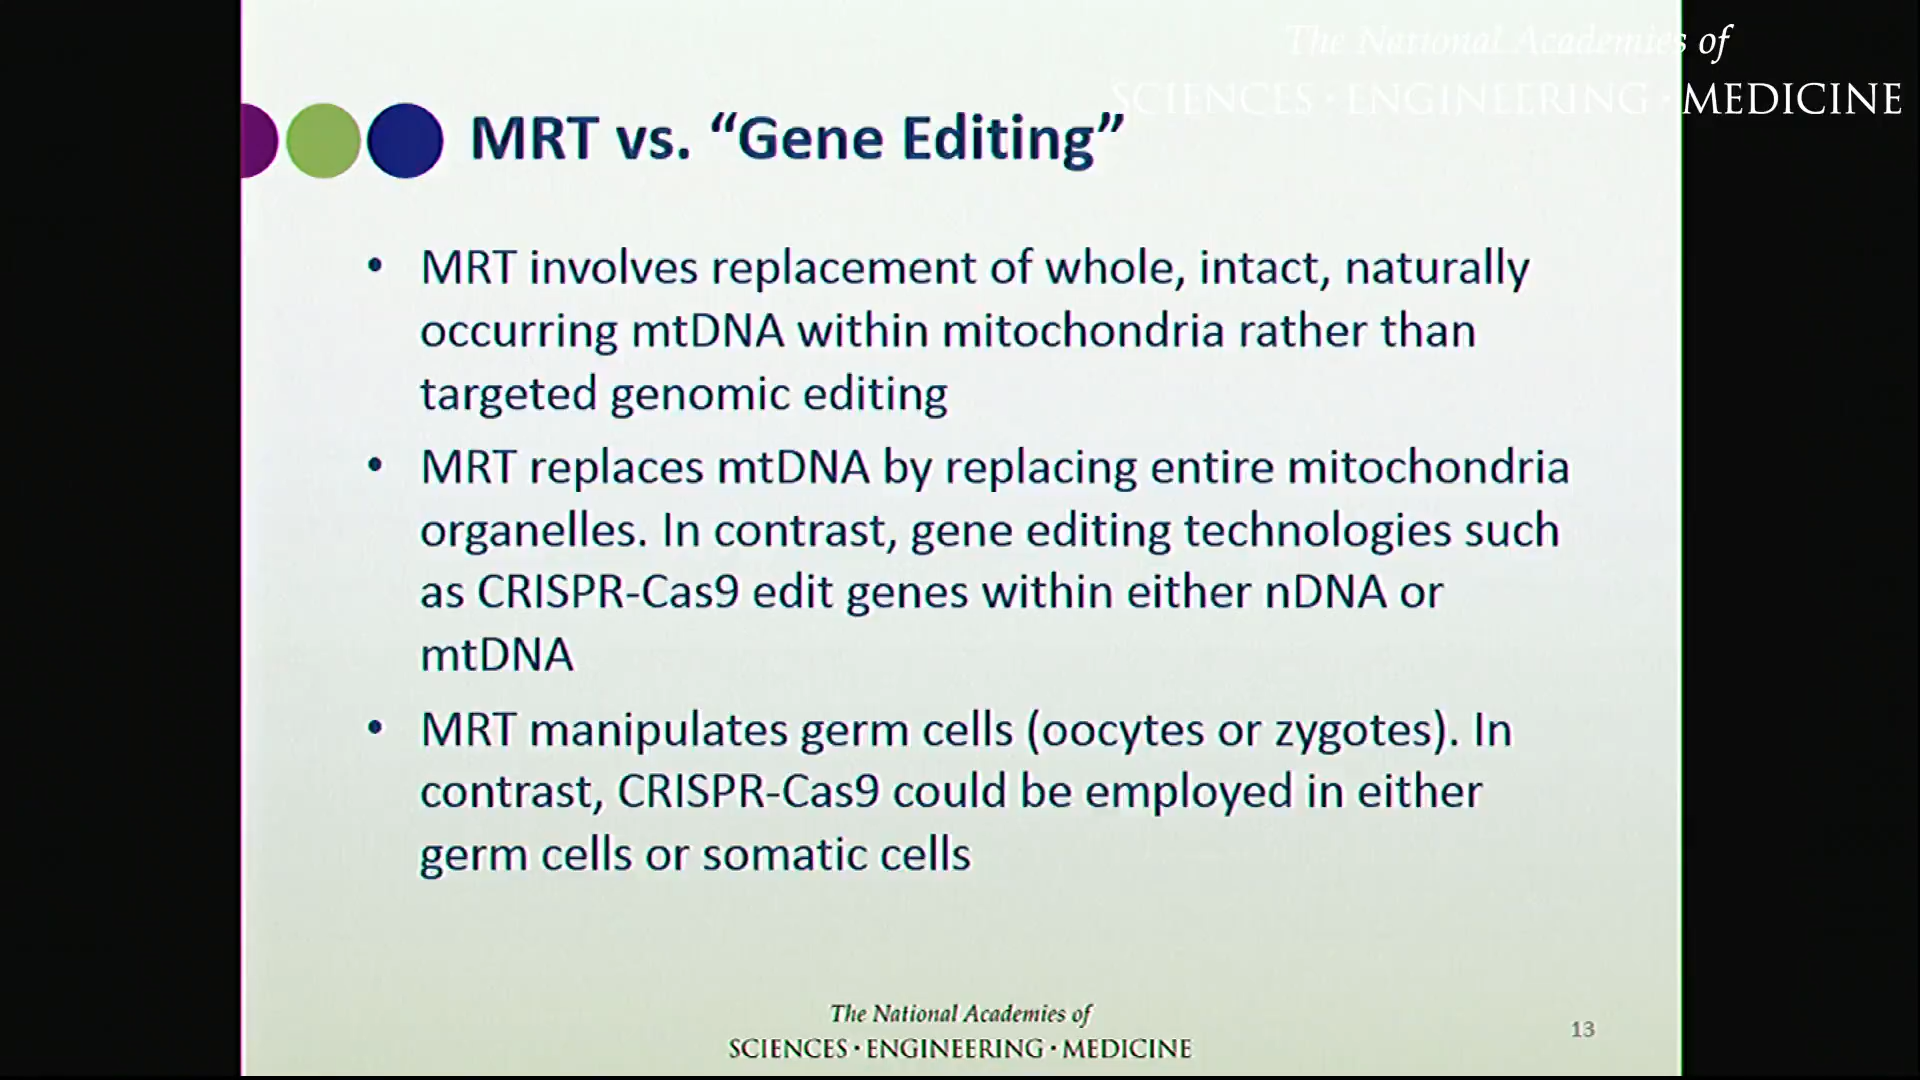 The National Academies of
SCIENCES · ENGINEERING · MEDICINE
MRT vs. “Gene Editing”
• MRT involves replacement of whole, intact, naturally
occurring mtDNA within mitochondria rather than
targeted genomic editing
• MRT replaces mtDNA by replacing entire mitochondria
organelles. In contrast, gene editing technologies such
as CRISPR-Cas9 edit genes within either nDNA or
mtDNA
• MRT manipulates germ cells (oocytes or zygotes). In
contrast, CRISPR-Cas9 could be employed in either
germ cells or somatic cells
The National Academies of
SCIENCES · ENGINEERING · MEDICINE
13